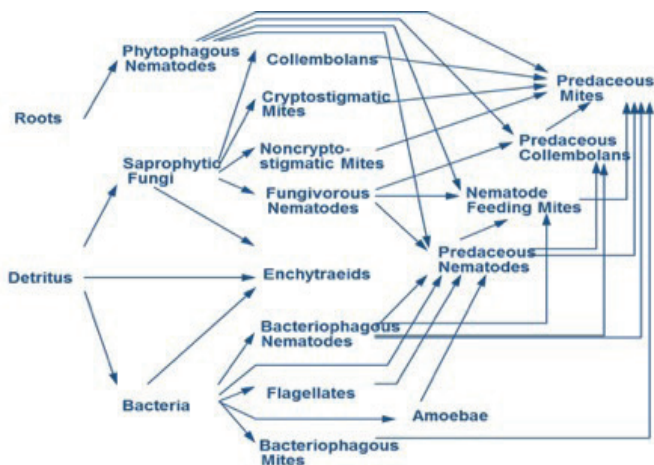 Phytophagous
Nematodes
Collembolans
Predaceous
Mites
Cryptostigmatic
Mites
Roots
Predaceous
Collembolans
Noncrypto-
stigmatic Mites
Saprophytic
Fungi
Fungivorous
Nematodes
Nematode
Feeding Mites
Predaceous
Nematodes
Detritus
Enchytraeids
Bacteriophagous
Nematodes
Flagellates
Bacteria
Amoebae
Bacteriophagous
Mites